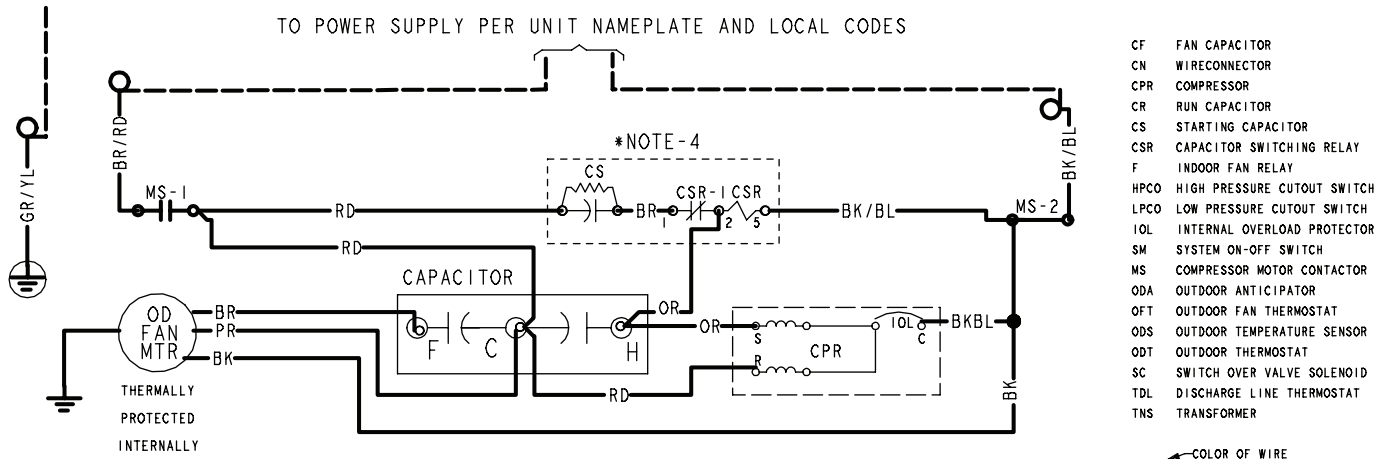 TO POWER SUPPLY PER UNIT NAMEPLATE AND LOCAL CODES
GR/YL
BR/RD
BK/BL
*NOTE-4
CS
CSR-1 CSR
MS-1
MS-2
RD
BR
1
2
5
BK/BL
RD
CAPACITOR
F
C
H
OR
OR
OD
FAN
MTR
BR
PR
BK
S
R
CPR
IOL
C
BKBL
RD
BK
THERMALLY
PROTECTED
INTERNALLY
CF FAN CAPACITOR
CN WIRECONNECTOR
CPR COMPRESSOR
CR RUN CAPACITOR
CS STARTING CAPACITOR
CSR CAPACITOR SWITCHING RELAY
F INDOOR FAN RELAY
HPCO HIGH PRESSURE CUTOUT SWITCH
LPCO LOW PRESSURE CUTOUT SWITCH
IOL INTERNAL OVERLOAD PROTECTOR
SM SYSTEM ON-OFF SWITCH
MS COMPRESSOR MOTOR CONTACTOR
ODA OUTDOOR ANTICIPATOR
OFT OUTDOOR FAN THERMOSTAT
ODS OUTDOOR TEMPERATURE SENSOR
ODT OUTDOOR THERMOSTAT
SC SWITCH OVER VALVE SOLENOID
TDL DISCHARGE LINE THERMOSTAT
TNS TRANSFORMER
COLOR OF WIRE